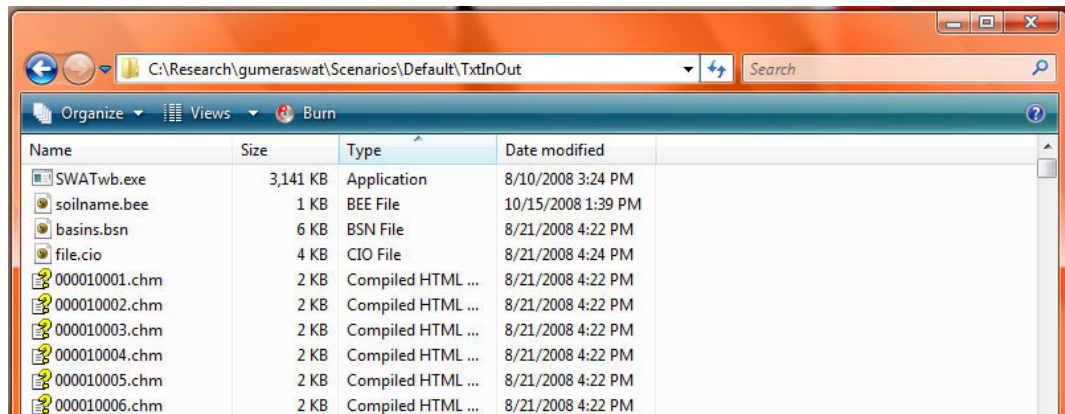 C:\Research\gumeraswat\Scenarios\Default\TxtInOut Search
Organize Views Burn
Name Size Type Date modified
SWATwb.exe 3,141 KB Application 8/10/2008 3:24 PM
soilname.bee 1 KB BEE File 10/15/2008 1:39 PM
basins.bsn 6 KB BSN File 8/21/2008 4:22 PM
file.cio 4 KB CIO File 8/21/2008 4:24 PM
000010001.chm 2 KB Compiled HTML ... 8/21/2008 4:22 PM
000010002.chm 2 KB Compiled HTML ... 8/21/2008 4:22 PM
000010003.chm 2 KB Compiled HTML ... 8/21/2008 4:22 PM
000010004.chm 2 KB Compiled HTML ... 8/21/2008 4:22 PM
000010005.chm 2 KB Compiled HTML ... 8/21/2008 4:22 PM
000010006.chm 2 KB Compiled HTML ... 8/21/2008 4:22 PM